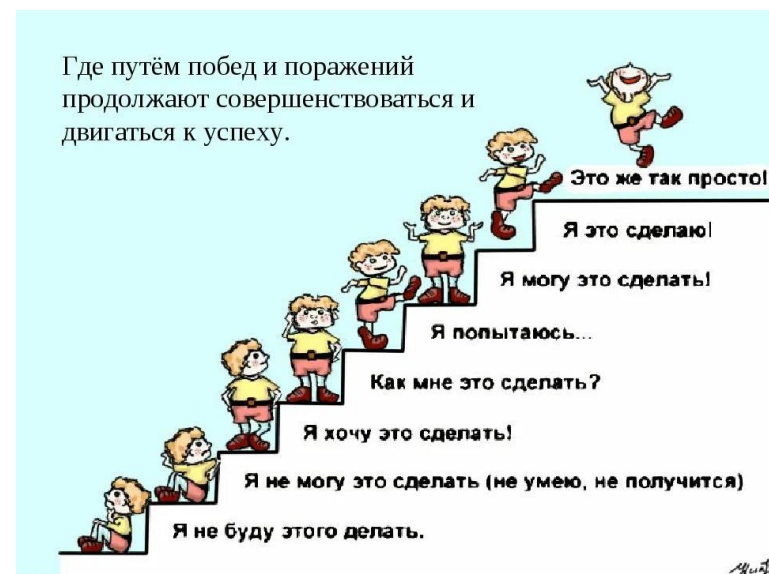 Где путём побед и поражений
продолжают совершенствоваться и
двигаться к успеху.
Это же так просто!
Я это сделаю!
Я могу это сделать!
Я попытаюсь...
Как мне это сделать?
Я хочу это сделать!
Я не могу это сделать (не умею, не получится)
Я не буду этого делать.